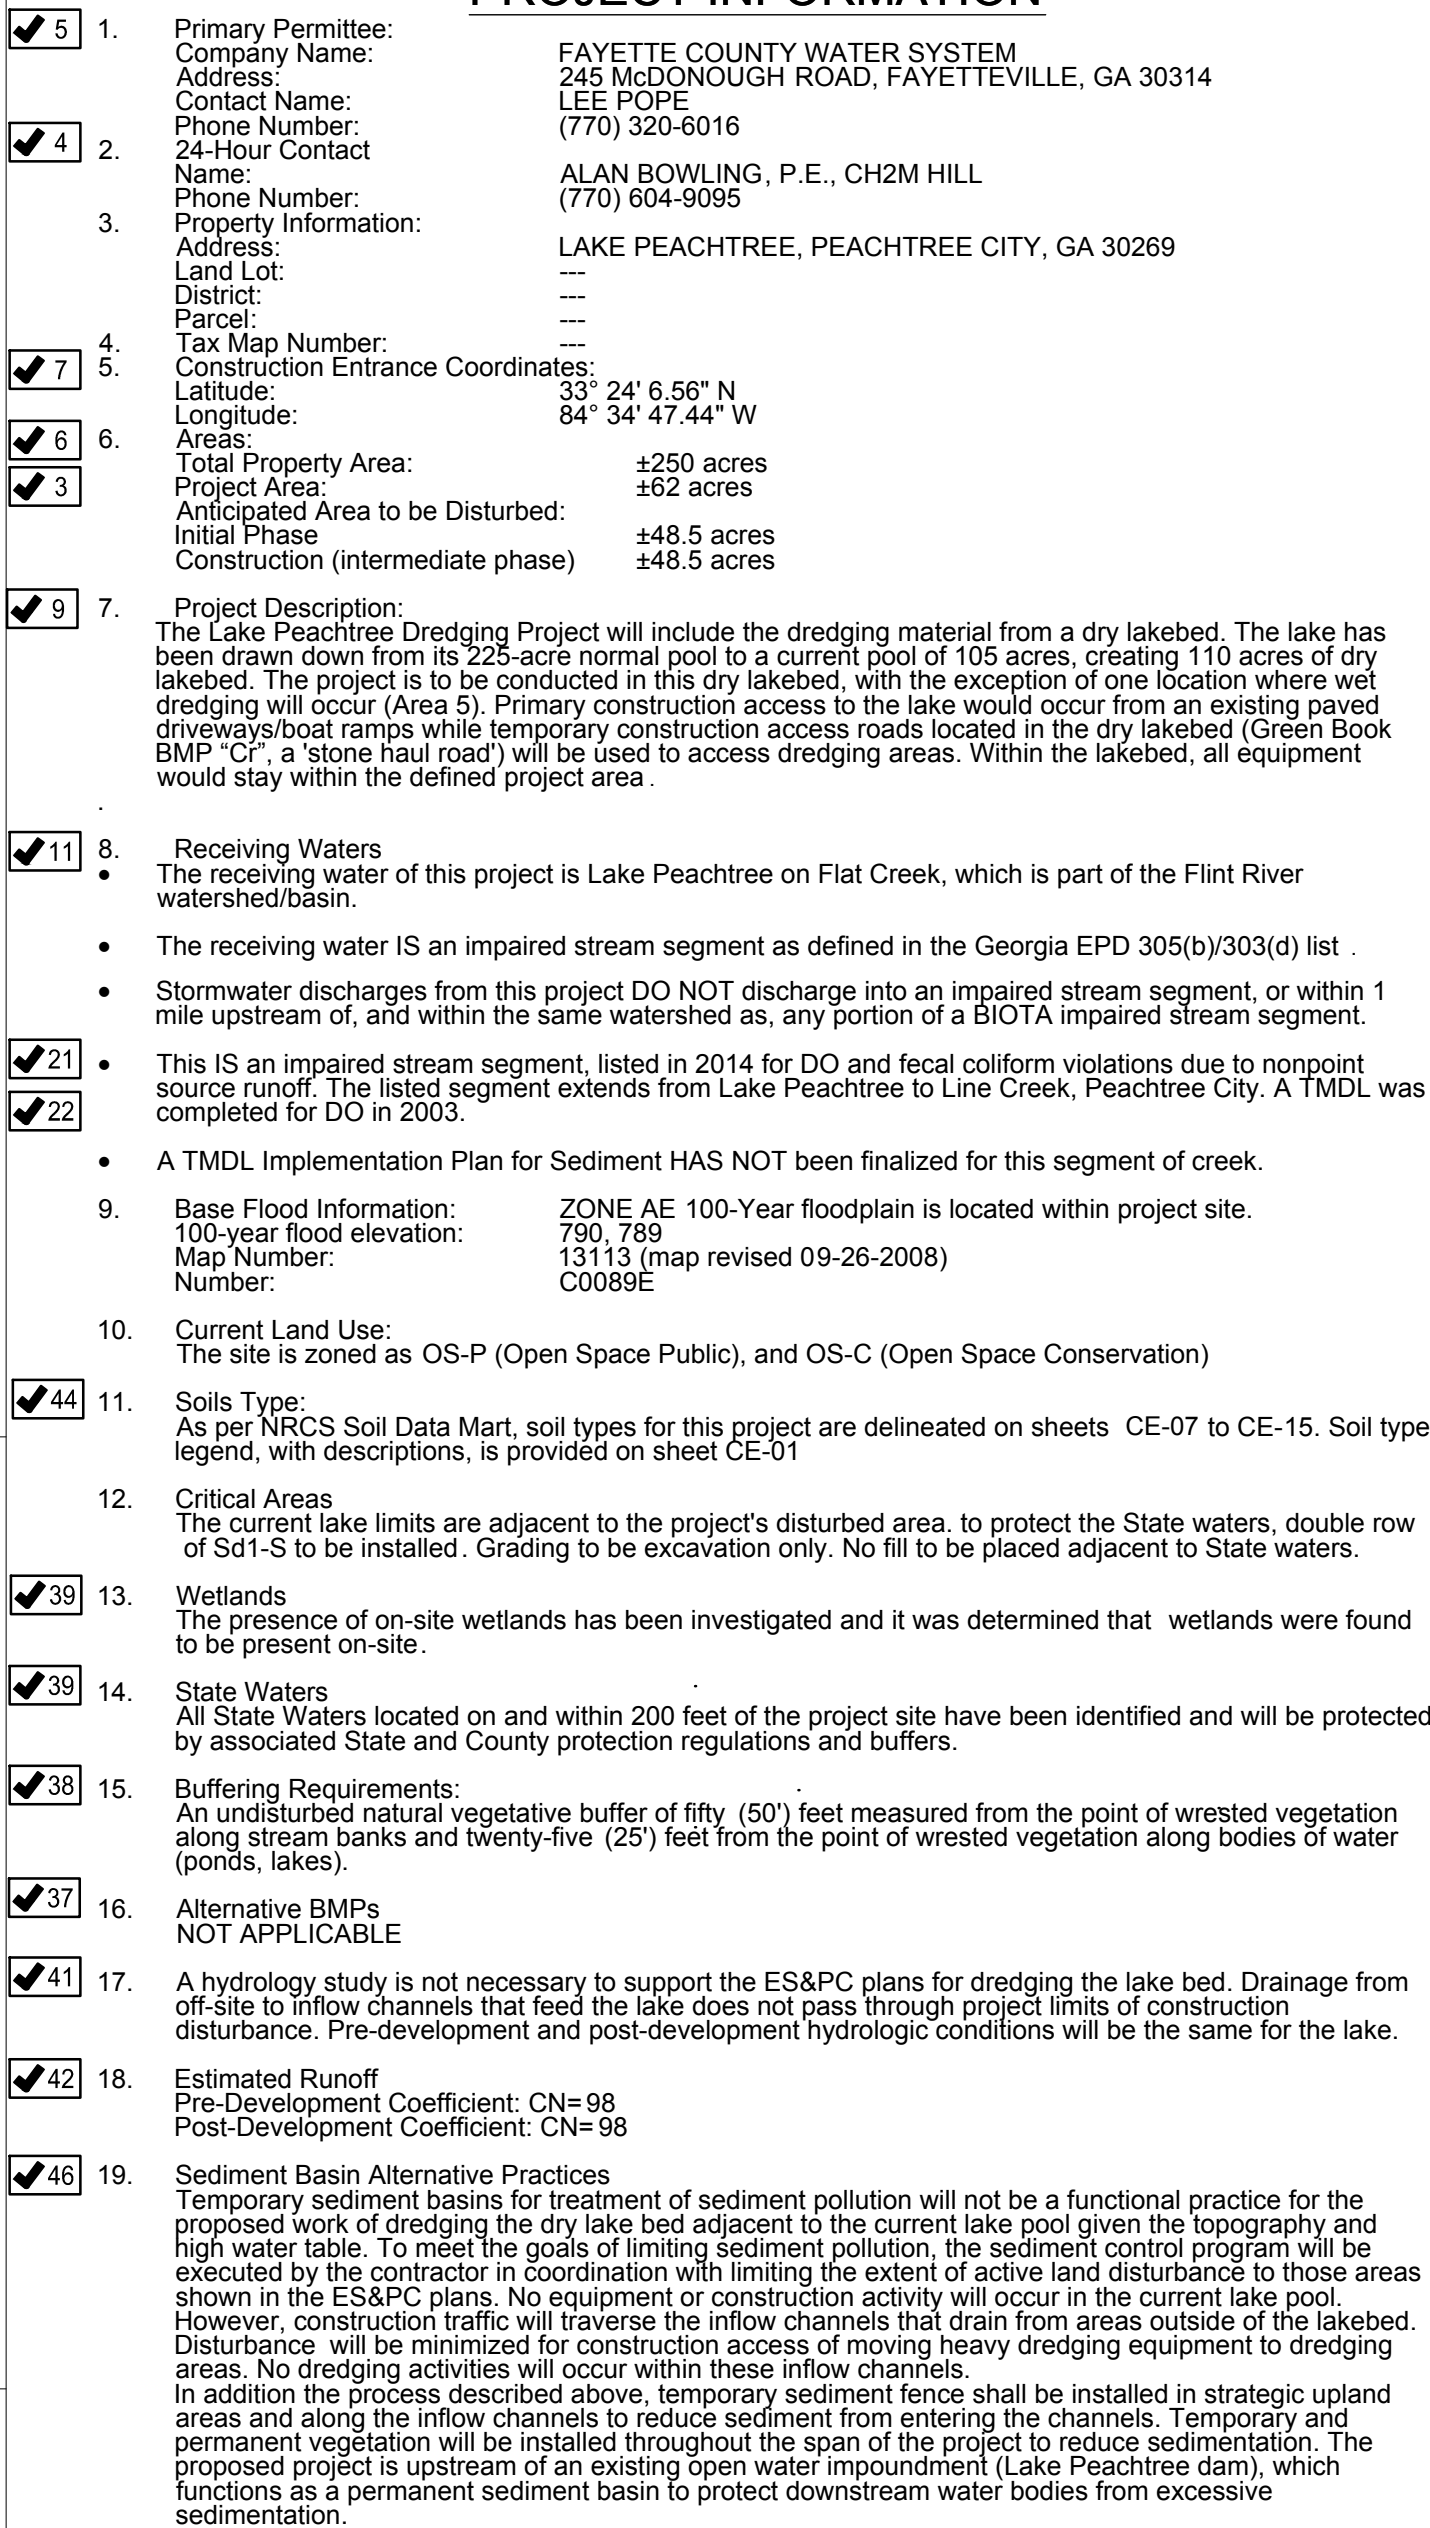 PROJECT INFORMATION
✔ 5 1. Primary Permittee:
Company Name: FAYETTE COUNTY WATER SYSTEM
Address: 245 McDONOUGH ROAD, FAYETTEVILLE, GA 30314
Contact Name: LEE POPE
Phone Number: (770) 320-6016
✔ 4 2. 24-Hour Contact
Name: ALAN BOWLING, P.E., CH2M HILL
Phone Number: (770) 604-9095
3. Property Information:
Address: LAKE PEACHTREE, PEACHTREE CITY, GA 30269
Land Lot: ---
District: ---
Parcel: ---
4. Tax Map Number: ---
✔ 7 5. Construction Entrance Coordinates:
Latitude: 33° 24' 6.56" N
Longitude: 84° 34' 47.44" W
✔ 6 6. Areas:
Total Property Area: ±250 acres
✔ 3 Project Area: ±62 acres
Anticipated Area to be Disturbed:
Initial Phase ±48.5 acres
Construction (intermediate phase) ±48.5 acres
✔ 9 7. Project Description:
The Lake Peachtree Dredging Project will include the dredging material from a dry lakebed. The lake has
been drawn down from its 225-acre normal pool to a current pool of 105 acres, creating 110 acres of dry
lakebed. The project is to be conducted in this dry lakebed, with the exception of one location where wet
dredging will occur (Area 5). Primary construction access to the lake would occur from an existing paved
driveways/boat ramps while temporary construction access roads located in the dry lakebed (Green Book
BMP “Cr”, a 'stone haul road') will be used to access dredging areas. Within the lakebed, all equipment
would stay within the defined project area .
.
✔ 11 8. Receiving Waters
• The receiving water of this project is Lake Peachtree on Flat Creek, which is part of the Flint River
watershed/basin.
• The receiving water IS an impaired stream segment as defined in the Georgia EPD 305(b)/303(d) list .
• Stormwater discharges from this project DO NOT discharge into an impaired stream segment, or within 1
mile upstream of, and within the same watershed as, any portion of a BIOTA impaired stream segment.
✔ 21 • This IS an impaired stream segment, listed in 2014 for DO and fecal coliform violations due to nonpoint
source runoff. The listed segment extends from Lake Peachtree to Line Creek, Peachtree City. A TMDL was
✔ 22 completed for DO in 2003.
• A TMDL Implementation Plan for Sediment HAS NOT been finalized for this segment of creek.
9. Base Flood Information: ZONE AE 100-Year floodplain is located within project site.
100-year flood elevation: 790, 789
Map Number: 13113 (map revised 09-26-2008)
Number: C0089E
10. Current Land Use:
The site is zoned as OS-P (Open Space Public), and OS-C (Open Space Conservation)
✔ 44 11. Soils Type:
As per NRCS Soil Data Mart, soil types for this project are delineated on sheets CE-07 to CE-15. Soil type
legend, with descriptions, is provided on sheet CE-01
12. Critical Areas
The current lake limits are adjacent to the project's disturbed area. to protect the State waters, double row
of Sd1-S to be installed. Grading to be excavation only. No fill to be placed adjacent to State waters.
✔ 39 13. Wetlands
The presence of on-site wetlands has been investigated and it was determined that wetlands were found
to be present on-site.
✔ 39 14. State Waters
All State Waters located on and within 200 feet of the project site have been identified and will be protected
by associated State and County protection regulations and buffers.
✔ 38 15. Buffering Requirements:
An undisturbed natural vegetative buffer of fifty (50') feet measured from the point of wrested vegetation
along stream banks and twenty-five (25') feet from the point of wrested vegetation along bodies of water
(ponds, lakes).
✔ 37 16. Alternative BMPs
NOT APPLICABLE
✔ 41 17. A hydrology study is not necessary to support the ES&PC plans for dredging the lake bed. Drainage from
off-site to inflow channels that feed the lake does not pass through project limits of construction
disturbance. Pre-development and post-development hydrologic conditions will be the same for the lake.
✔ 42 18. Estimated Runoff
Pre-Development Coefficient: CN= 98
Post-Development Coefficient: CN= 98
✔ 46 19. Sediment Basin Alternative Practices
Temporary sediment basins for treatment of sediment pollution will not be a functional practice for the
proposed work of dredging the dry lake bed adjacent to the current lake pool given the topography and
high water table. To meet the goals of limiting sediment pollution, the sediment control program will be
executed by the contractor in coordination with limiting the extent of active land disturbance to those areas
shown in the ES&PC plans. No equipment or construction activity will occur in the current lake pool.
However, construction traffic will traverse the inflow channels that drain from areas outside of the lakebed.
Disturbance will be minimized for construction access of moving heavy dredging equipment to dredging
areas. No dredging activities will occur within these inflow channels.
In addition the process described above, temporary sediment fence shall be installed in strategic upland
areas and along the inflow channels to reduce sediment from entering the channels. Temporary and
permanent vegetation will be installed throughout the span of the project to reduce sedimentation. The
proposed project is upstream of an existing open water impoundment (Lake Peachtree dam), which
functions as a permanent sediment basin to protect downstream water bodies from excessive
sedimentation.